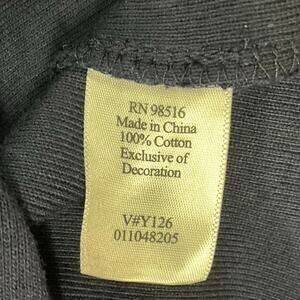 RN 98516
Made in China
100% Cotton
Exclusive of
Decoration
V#Y126
011048205